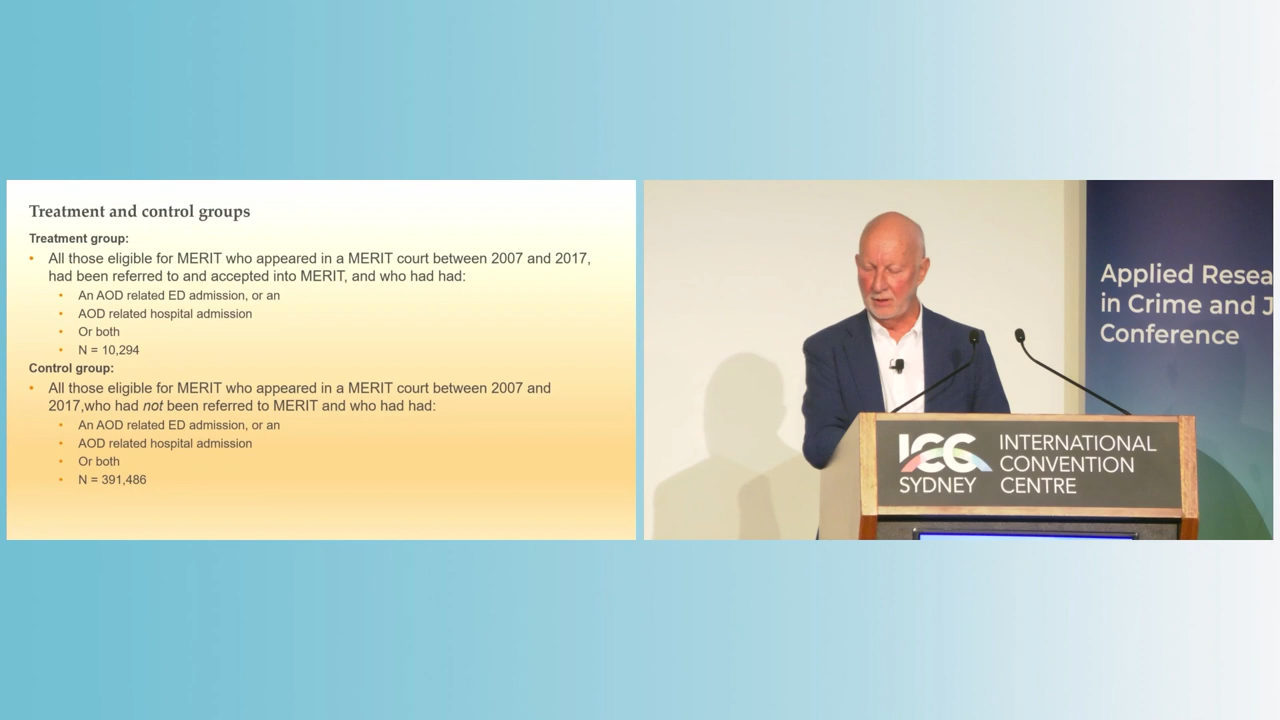 Treatment and control groups
Treatment group:
• All those eligible for MERIT who appeared in a MERIT court between 2007 and 2017,
had been referred to and accepted into MERIT, and who had had:
• An AOD related ED admission, or an
• AOD related hospital admission
• Or both
• N = 10,294
Control group:
• All those eligible for MERIT who appeared in a MERIT court between 2007 and
2017,who had not been referred to MERIT and who had had:
• An AOD related ED admission, or an
• AOD related hospital admission
• Or both
• N = 391,486
Applied Resea
in Crime and J
Conference
ICC
SYDNEY
INTERNATIONAL
CONVENTION
CENTRE